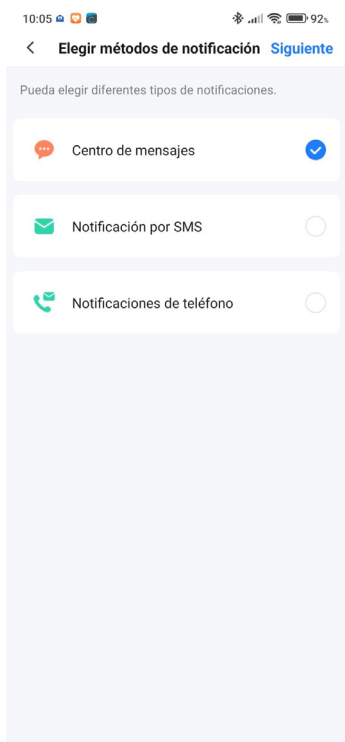 10:05 92%
Elegir métodos de notificación Siguiente
Pueda elegir diferentes tipos de notificaciones.
Centro de mensajes
Notificación por SMS
Notificaciones de teléfono